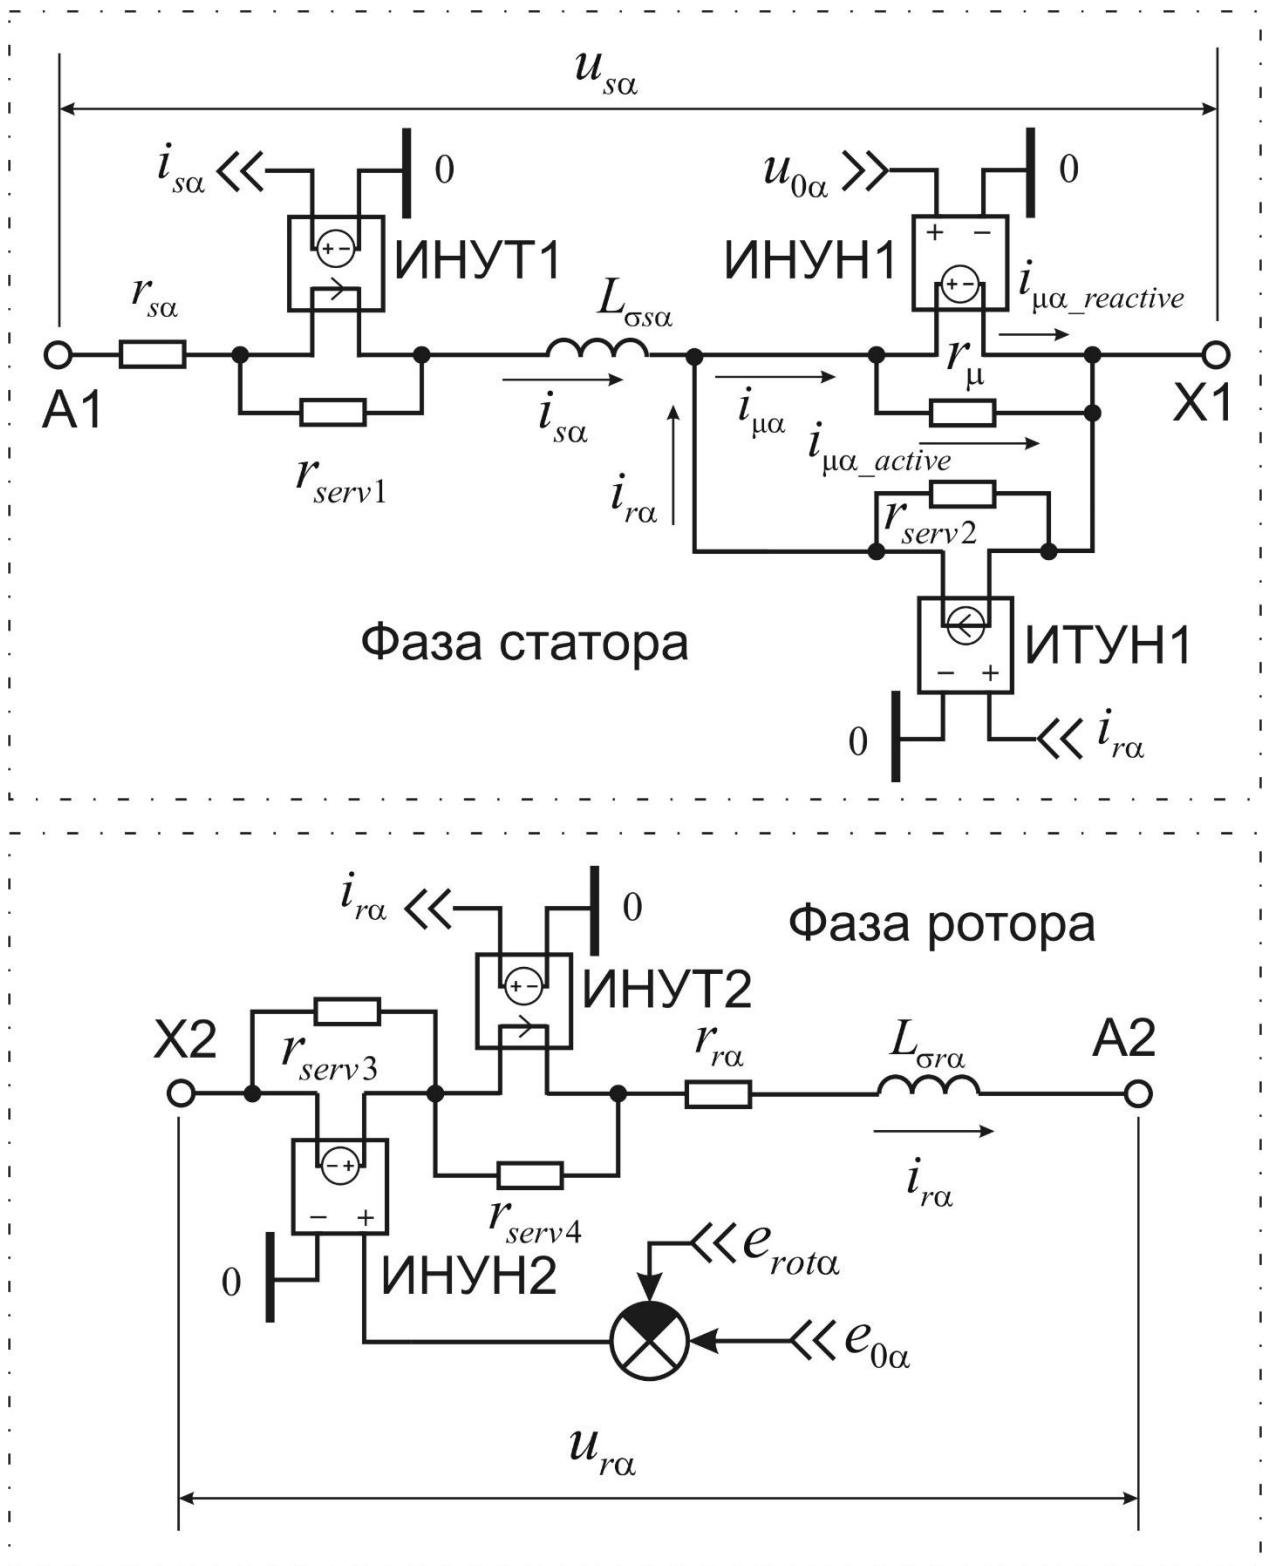 u_sα
i_sα
0
u_0α
0
ИНУТ1
ИНУН1
r_sα
L_σsα
i_μα_reactive
+ −
+ −
+ −
r_μ
A1
X1
i_sα
i_μα
i_μα_active
r_serv1
i_rα
r_serv2
Фаза статора
ИТУН1
− +
0
i_rα
i_rα
0
Фаза ротора
+ −
ИНУТ2
X2
r_serv3
r_rα
L_σrα
A2
− +
− +
i_rα
r_serv4
0
ИНУН2
e_rotα
e_0α
u_rα